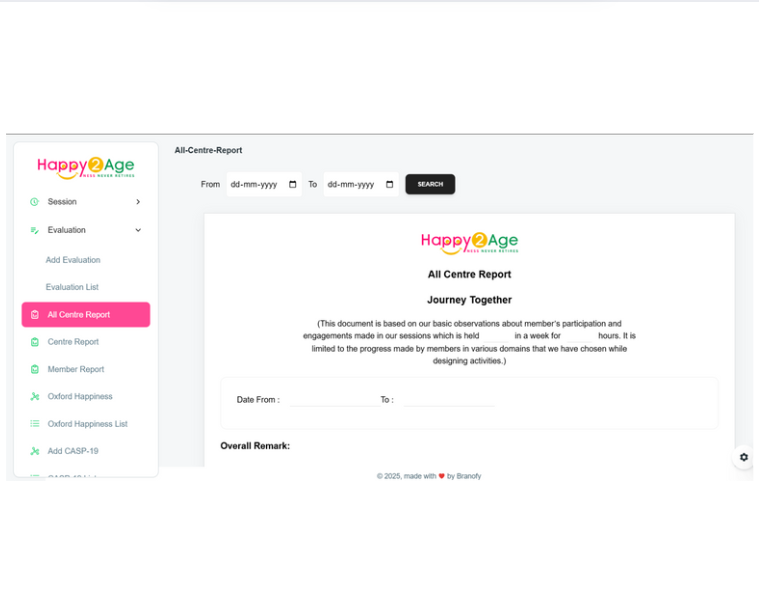 Happy2Age
MESS NEVER RETIRES
Session
Evaluation
Add Evaluation
Evaluation List
All Centre Report
Centre Report
Member Report
Oxford Happiness
Oxford Happiness List
Add CASP-19
All-Centre-Report
From dd-mm-yyyy To dd-mm-yyyy SEARCH
Happy2Age
MESS NEVER RETIRES
All Centre Report
Journey Together
(This document is based on our basic observations about member's participation and
engagements made in our sessions which is held in a week for hours. It is
limited to the progress made by members in various domains that we have chosen while
designing activities.)
Date From : To :
Overall Remark:
© 2025, made with ❤ by Branofy